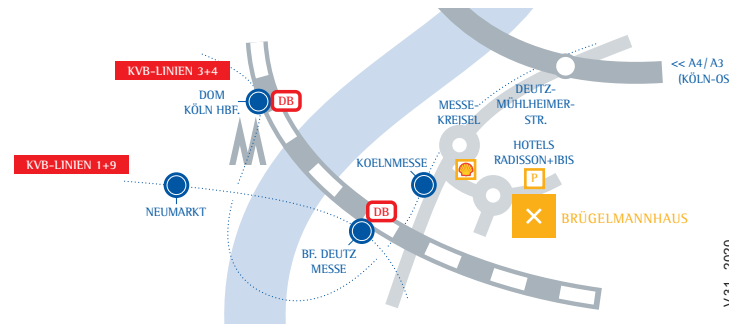 KVB-LINIEN 3+4
<< A4/A3
(KÖLN-OS
DOM
KÖLN HBF.
DB
MESSE-
KREISEL
DEUTZ-
MÜHLHEIMER-
STR.
HOTELS
RADISSON+IBIS
KVB-LINIEN 1+9
KOELNMESSE
P
NEUMARKT
DB
BRÜGELMANNHAUS
BF. DEUTZ
MESSE